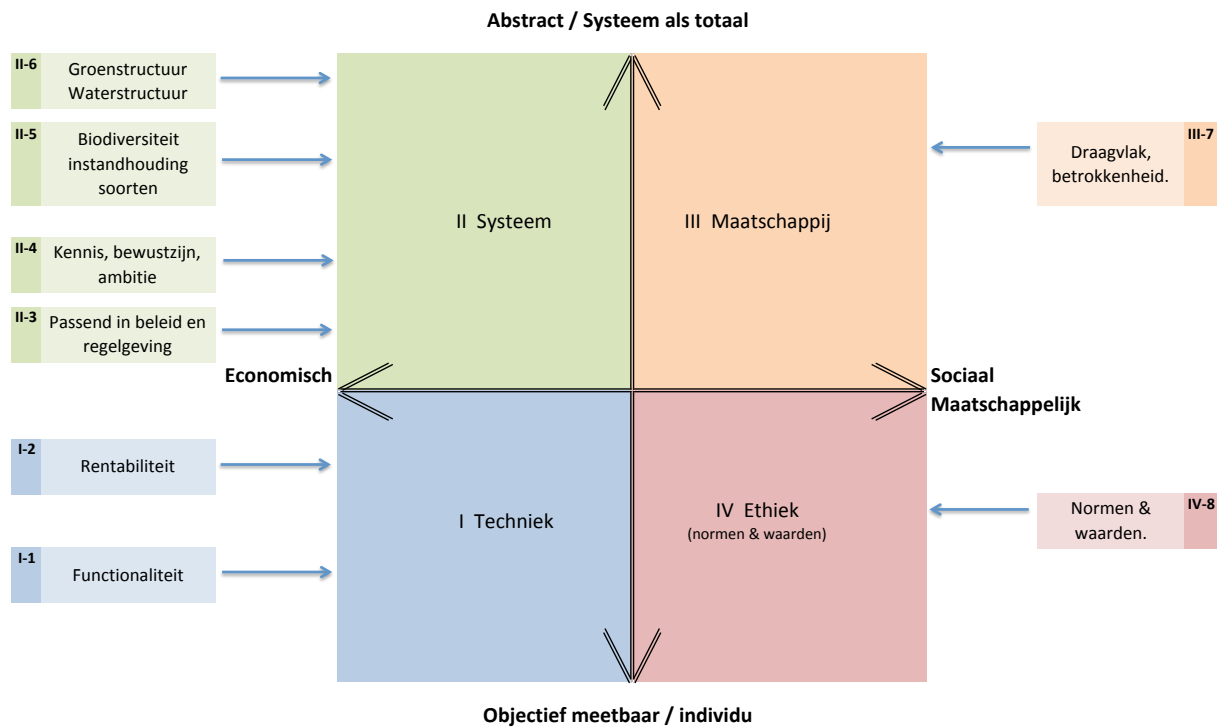 Abstract / Systeem als totaal
II-6
Groenstructuur
Waterstructuur
II-5
Biodiversiteit
instandhouding
soorten
II-4
Kennis, bewustzijn,
ambitie
II-3
Passend in beleid en
regelgeving
II Systeem
III Maatschappij
III-7
Draagvlak,
betrokkenheid.
Economisch
Sociaal
Maatschappelijk
I-2
Rentabiliteit
I-1
Functionaliteit
I Techniek
IV Ethiek
(normen & waarden)
Normen &
waarden.
IV-8
Objectief meetbaar / individu